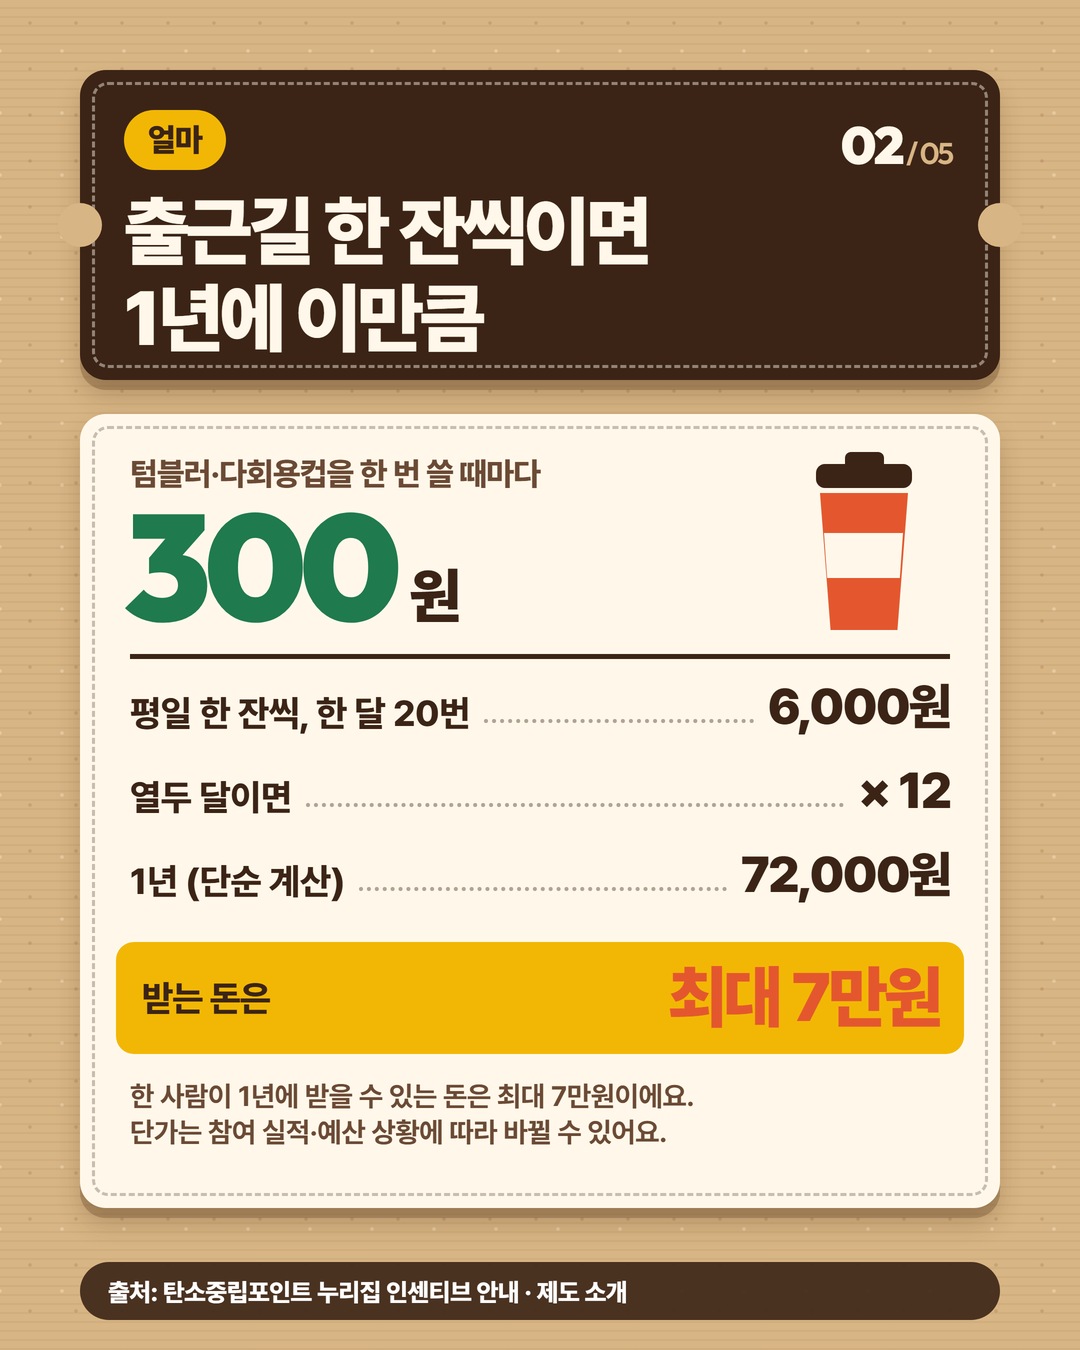 얼마
02/05
출근길 한 잔씩이면
1년에 이만큼
텀블러·다회용컵을 한 번 쓸 때마다
300원
평일 한 잔씩, 한 달 20번 6,000원
열두 달이면 × 12
1년 (단순 계산) 72,000원
받는 돈은 최대 7만원
한 사람이 1년에 받을 수 있는 돈은 최대 7만원이에요.
단가는 참여 실적·예산 상황에 따라 바뀔 수 있어요.
출처: 탄소중립포인트 누리집 인센티브 안내 · 제도 소개